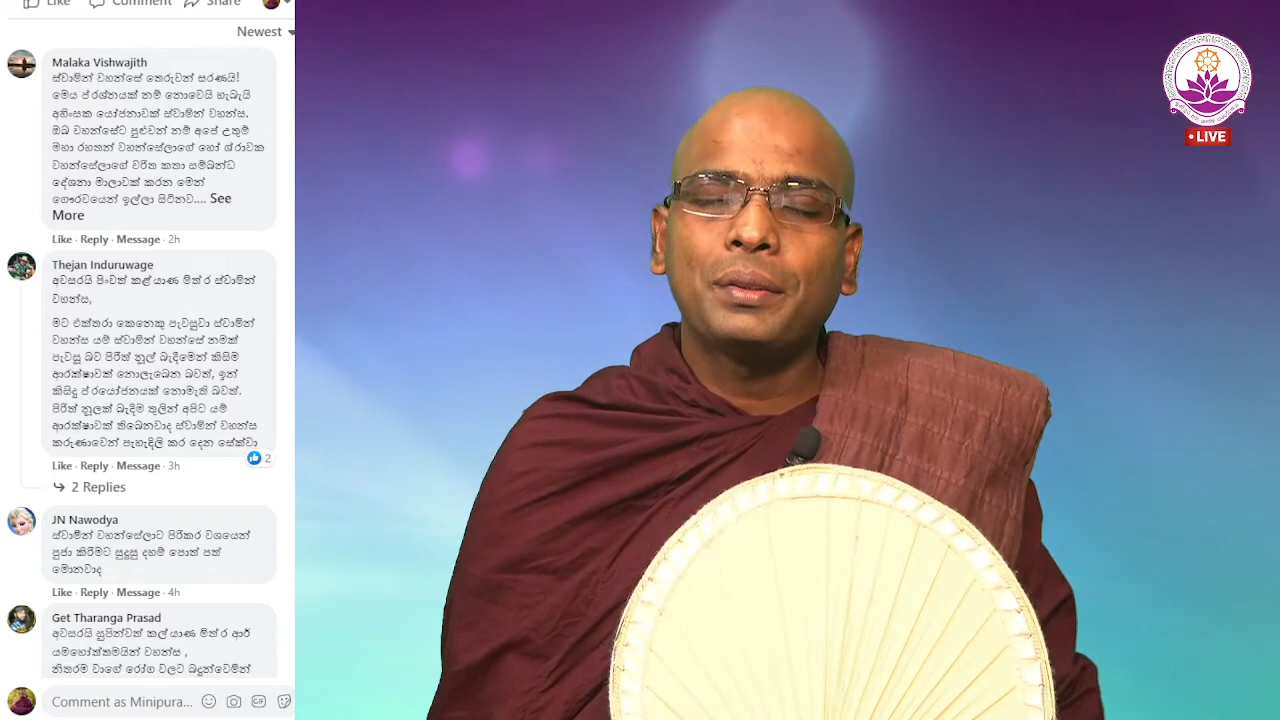 Like Comment Share
Newest
Malaka Vishwajith
ස්වාමින් වහන්සේ තෙරුවන් සරණයි!
මෙය ප්රශ්නයක් නම් නොවෙයි හැබැයි
අහිංසක යෝජනාවක් ස්වාමින් වහන්ස.
ඔබ වහන්සේට පුළුවන් නම් අපේ උතුම්
මහා රහතන් වහන්සේලාගේ හෝ ශ්රාවක
වහන්සේලාගේ චරිත කතා සම්බන්ධ
දේශනා මාලාවක් කරන මෙන්
ගෞරවයෙන් ඉල්ලා සිටිනව.... See
More
Like · Reply · Message · 2h
Thejan Induruwage
අවසරයි පිංවත් කළ්යාණ මිත්ර ස්වාමින්
වහන්ස,
මට එක්තරා කෙනෙකු පැවසුවා ස්වාමින්
වහන්ස යම් ස්වාමින් වහන්සේ නමක්
පැවසූ බව පිරිත් නූල් බැදීමෙන් කිසිම
ආරක්ෂාවක් නොලැබෙන බවත්, ඉන්
කිසිදු ප්රයෝජනයක් නොමැති බවත්.
පිරිත් නූලක් බැදීම තුලින් අපිට යම්
ආරක්ෂාවක් තිබෙනවාද ස්වාමින් වහන්ස
කරුණාවෙන් පැහැදිලි කර දෙන සේක්වා
2
Like · Reply · Message · 3h
2 Replies
JN Nawodya
ස්වාමීන් වහන්සේලාට පිරිකර වශයෙන්
පුජා කිරීමට සුදුසු දහම් පොත් පත්
මොනවාද
Like · Reply · Message · 4h
Get Tharanga Prasad
අවසරයි සුපින්වත් කල්යාණ මිත්ර ආර්
යමහෝත්තමයින් වහන්ස ,
නිතරම වාගේ රෝග වලට බදුන්වෙමින්
Comment as Minipura... GIF
LIVE